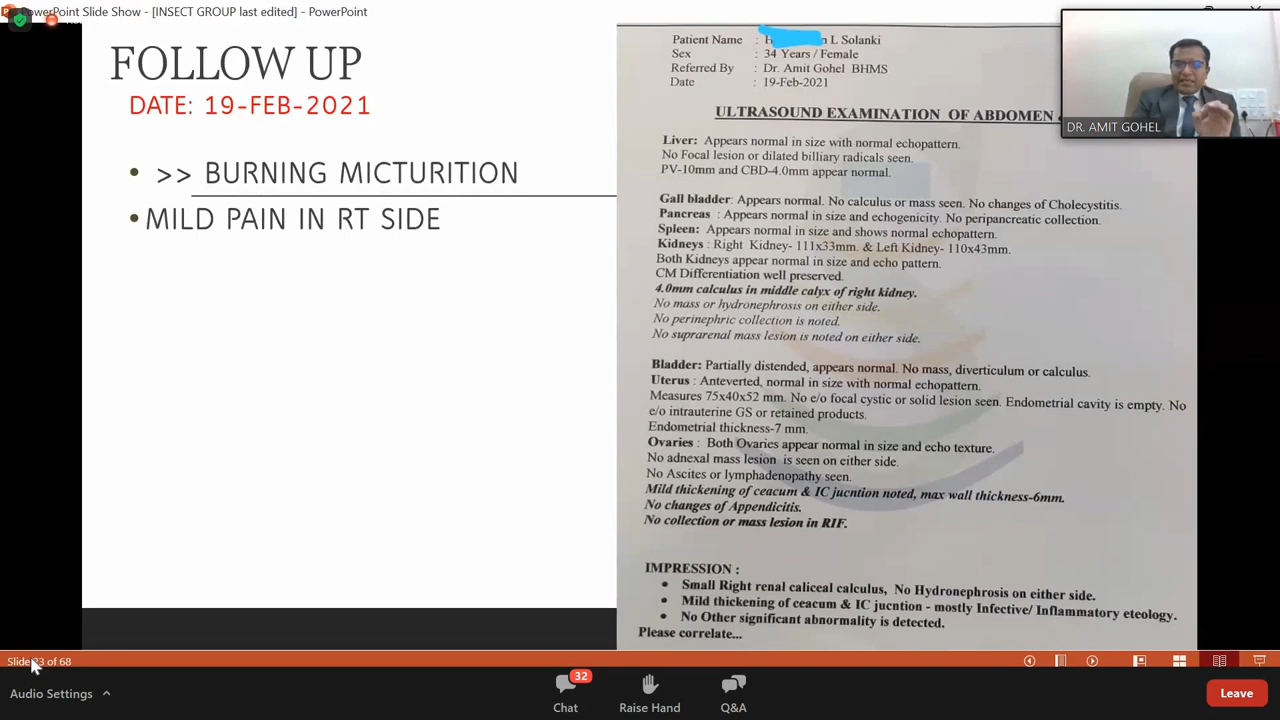 PowerPoint Slide Show - [INSECT GROUP last edited] - PowerPoint
FOLLOW UP
DATE: 19-FEB-2021
• >> BURNING MICTURITION
• MILD PAIN IN RT SIDE
Patient Name : L Solanki
Sex : 34 Years / Female
Referred By : Dr. Amit Gohel BHMS
Date : 19-Feb-2021
ULTRASOUND EXAMINATION OF ABDOMEN
Liver: Appears normal in size with normal echopattern.
No Focal lesion or dilated billiary radicals seen.
PV-10mm and CBD-4.0mm appear normal.
Gall bladder: Appears normal. No calculus or mass seen. No changes of Cholecystitis.
Pancreas : Appears normal in size and echogenicity. No peripancreatic collection.
Spleen: Appears normal in size and shows normal echopattern.
Kidneys : Right Kidney- 111x33mm. & Left Kidney- 110x43mm.
Both Kidneys appear normal in size and echo pattern.
CM Differentiation well preserved.
4.0mm calculus in middle calyx of right kidney.
No mass or hydronephrosis on either side.
No perinephric collection is noted.
No suprarenal mass lesion is noted on either side.
Bladder: Partially distended, appears normal. No mass, diverticulum or calculus.
Uterus : Anteverted, normal in size with normal echopattern.
Measures 75x40x52 mm. No e/o focal cystic or solid lesion seen. Endometrial cavity is empty. No
e/o intrauterine GS or retained products.
Endometrial thickness-7 mm.
Ovaries : Both Ovaries appear normal in size and echo texture.
No adnexal mass lesion is seen on either side.
No Ascites or lymphadenopathy seen.
Mild thickening of ceacum & IC jucntion noted, max wall thickness-6mm.
No changes of Appendicitis.
No collection or mass lesion in RIF.
IMPRESSION :
• Small Right renal caliceal calculus, No Hydronephrosis on either side.
• Mild thickening of ceacum & IC jucntion - mostly Infective/ Inflammatory eteology.
• No Other significant abnormality is detected.
Please correlate...
DR. AMIT GOHEL
Slide 23 of 68
Audio Settings
Chat
32
Raise Hand
Q&A
Leave